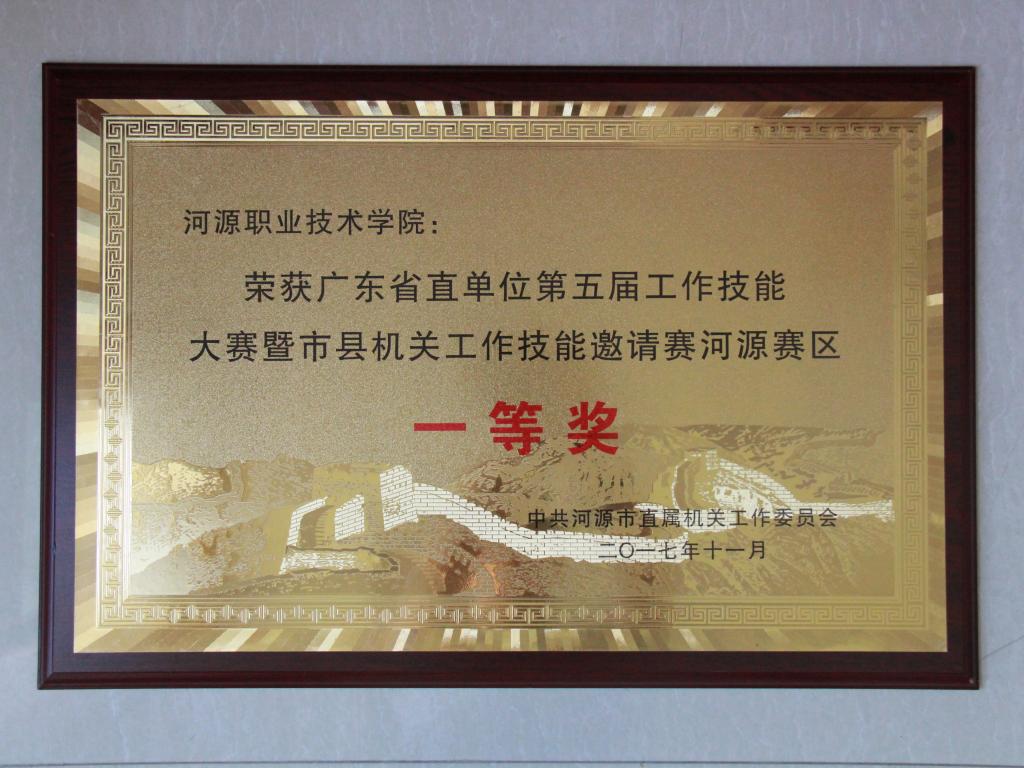 河源职业技术学院：
荣获广东省直单位第五届工作技能
大赛暨市县机关工作技能邀请赛河源赛区
一等奖
中共河源市直属机关工作委员会
二〇一七年十一月